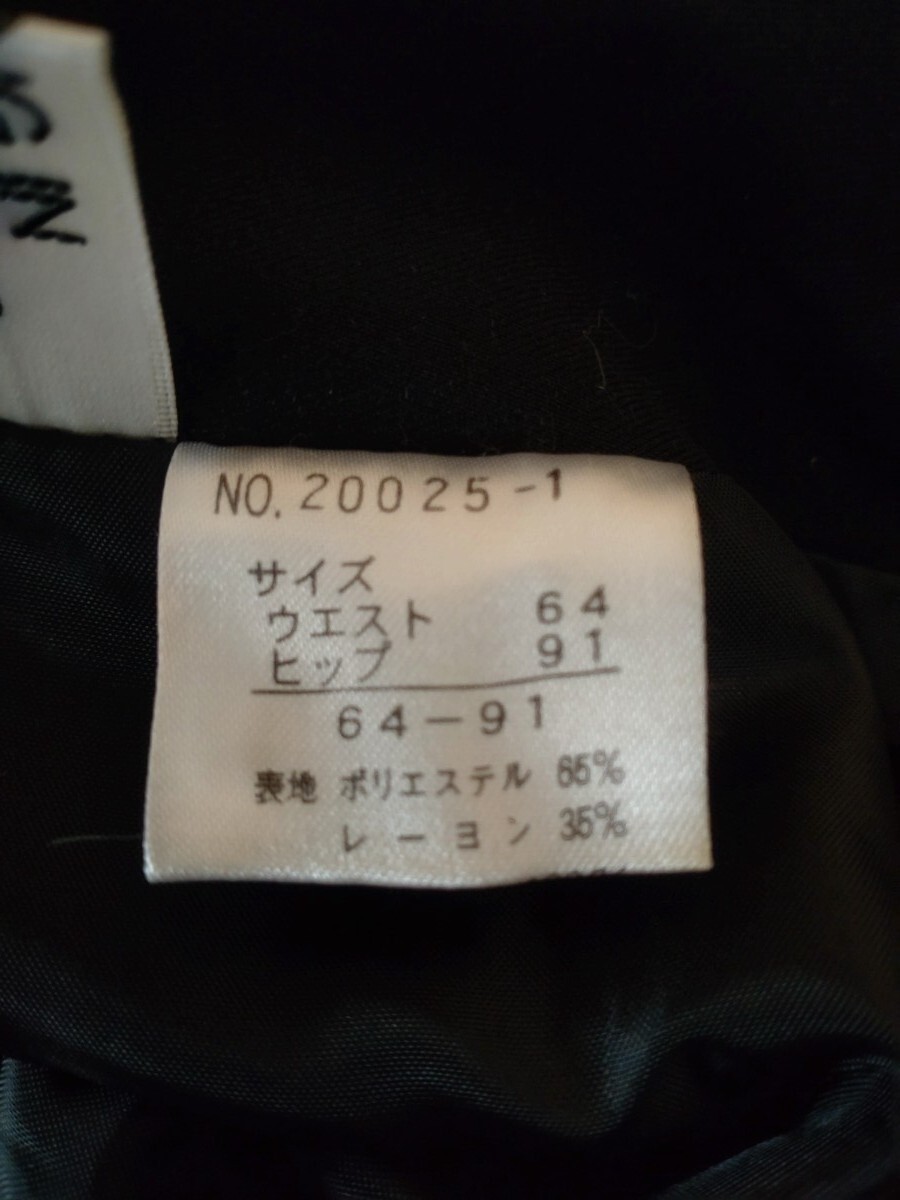 NO. 20025-1
サイズ
ウエスト 64
ヒップ 91
64-91
表地 ポリエステル 65%
レーヨン 35%